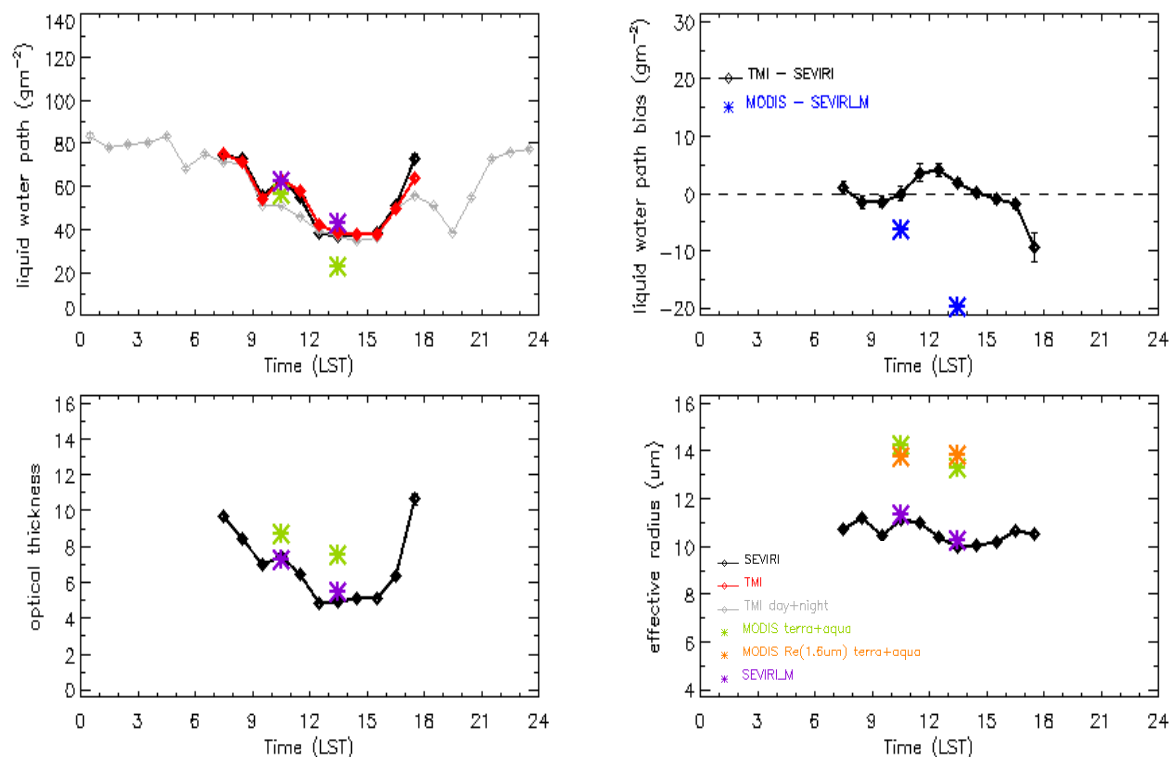 liquid water path (gm⁻²)
140
120
100
80
60
40
20
0
0 3 6 9 12 15 18 21 24
Time (LST)
liquid water path bias (gm⁻²)
30
20
10
0
-10
-20
TMI - SEVIRI
MODIS - SEVIRI_M
0 3 6 9 12 15 18 21 24
Time (LST)
optical thickness
16
14
12
10
8
6
4
2
0
0 3 6 9 12 15 18 21 24
Time (LST)
effective radius (um)
16
14
12
10
8
6
4
SEVIRI
TMI
TMI day+night
MODIS terra+aqua
MODIS Re(1.6um) terra+aqua
SEVIRI_M
0 3 6 9 12 15 18 21 24
Time (LST)